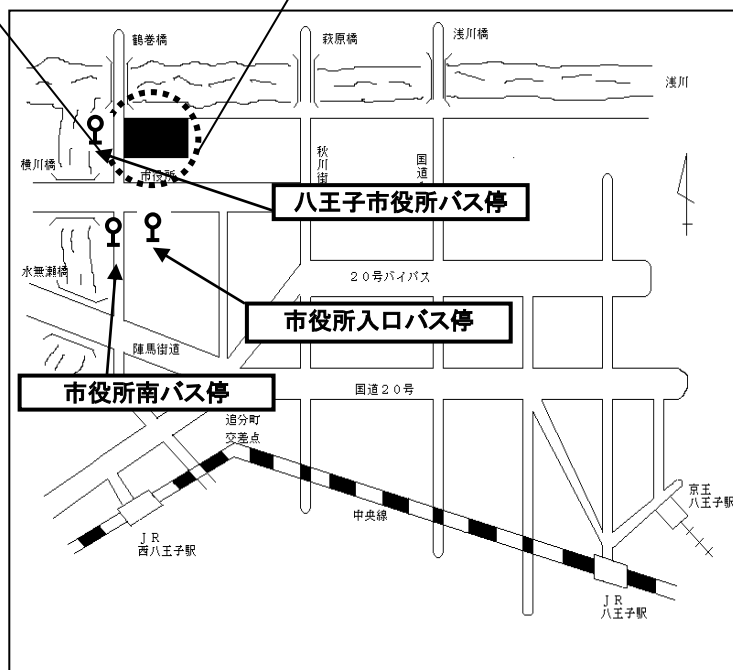 鶴巻橋
萩原橋
浅川橋
浅川
横川橋
市役所
秋川街
国道
八王子市役所バス停
水無瀬橋
20号バイパス
市役所入口バス停
陣馬街道
市役所南バス停
国道20号
追分町
交差点
中央線
京王
八王子駅
JR
西八王子駅
JR
八王子駅